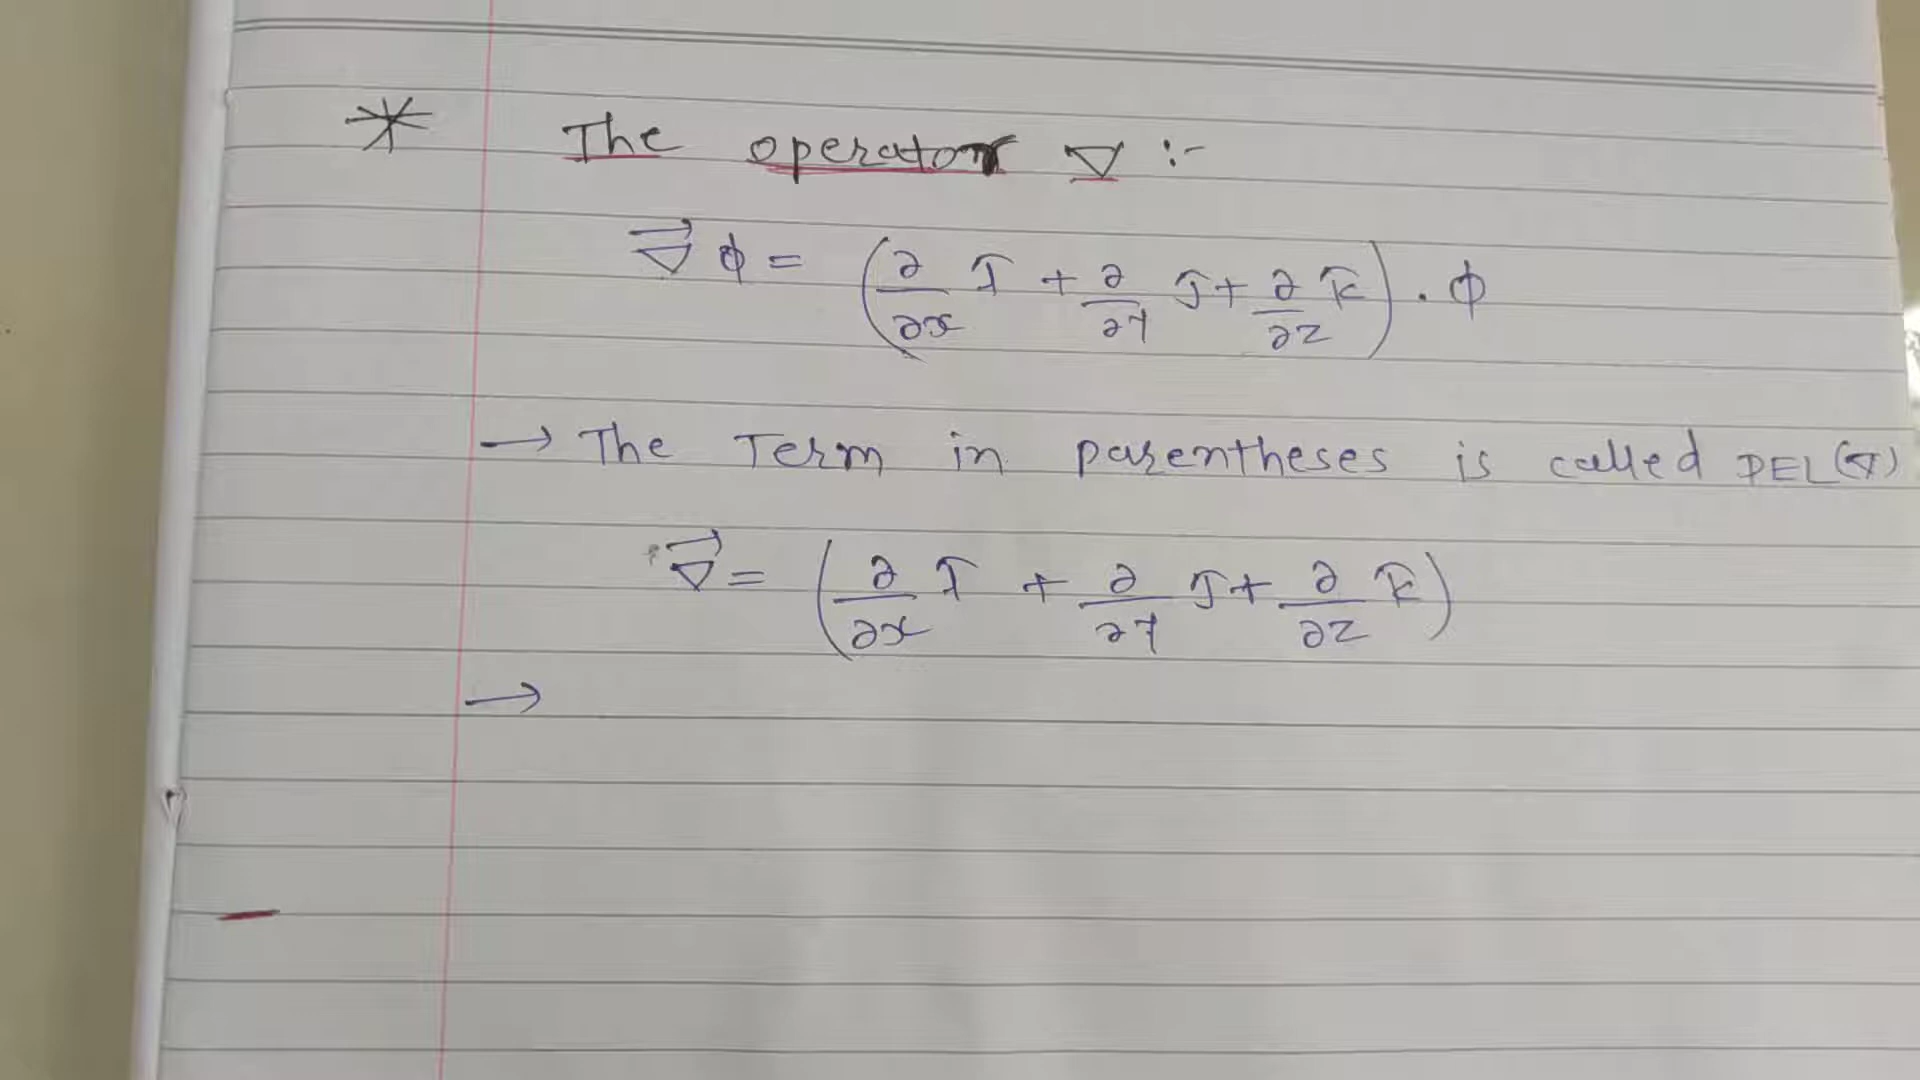 * The operator ∇ :-
∇⃗ ϕ = (∂/∂x î + ∂/∂y ĵ + ∂/∂z k̂) . ϕ
→ The Term in parentheses is called DEL(∇)
∇⃗ = (∂/∂x î + ∂/∂y ĵ + ∂/∂z k̂)
→